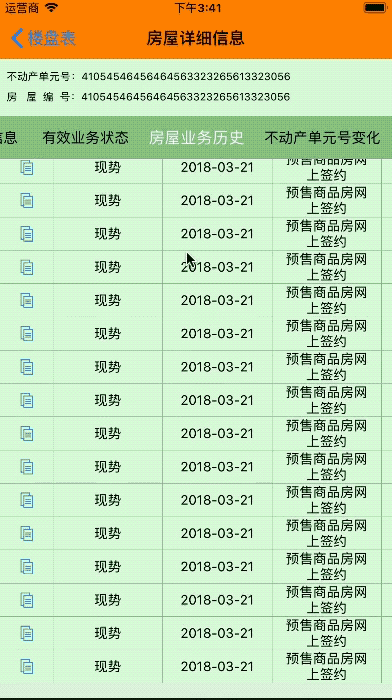 运营商 下午3:41
楼盘表 房屋详细信息
不动产单元号：41054546456464563323265613323056
房 屋 编 号：41054546456464563323265613323056
息 有效业务状态 房屋业务历史 不动产单元号变化
现势 2018-03-21 预售商品房网
上签约
现势 2018-03-21 预售商品房网
上签约
现势 2018-03-21 预售商品房网
上签约
现势 2018-03-21 预售商品房网
上签约
现势 2018-03-21 预售商品房网
上签约
现势 2018-03-21 预售商品房网
上签约
现势 2018-03-21 预售商品房网
上签约
现势 2018-03-21 预售商品房网
上签约
现势 2018-03-21 预售商品房网
上签约
现势 2018-03-21 预售商品房网
上签约
现势 2018-03-21 预售商品房网
上签约
现势 2018-03-21 预售商品房网
上签约
现势 2018-03-21 预售商品房网
上签约
现势 2018-03-21 预售商品房网
上签约
现势 2018-03-21 预售商品房网
上签约
现势 2018-03-21 预售商品房网
上签约